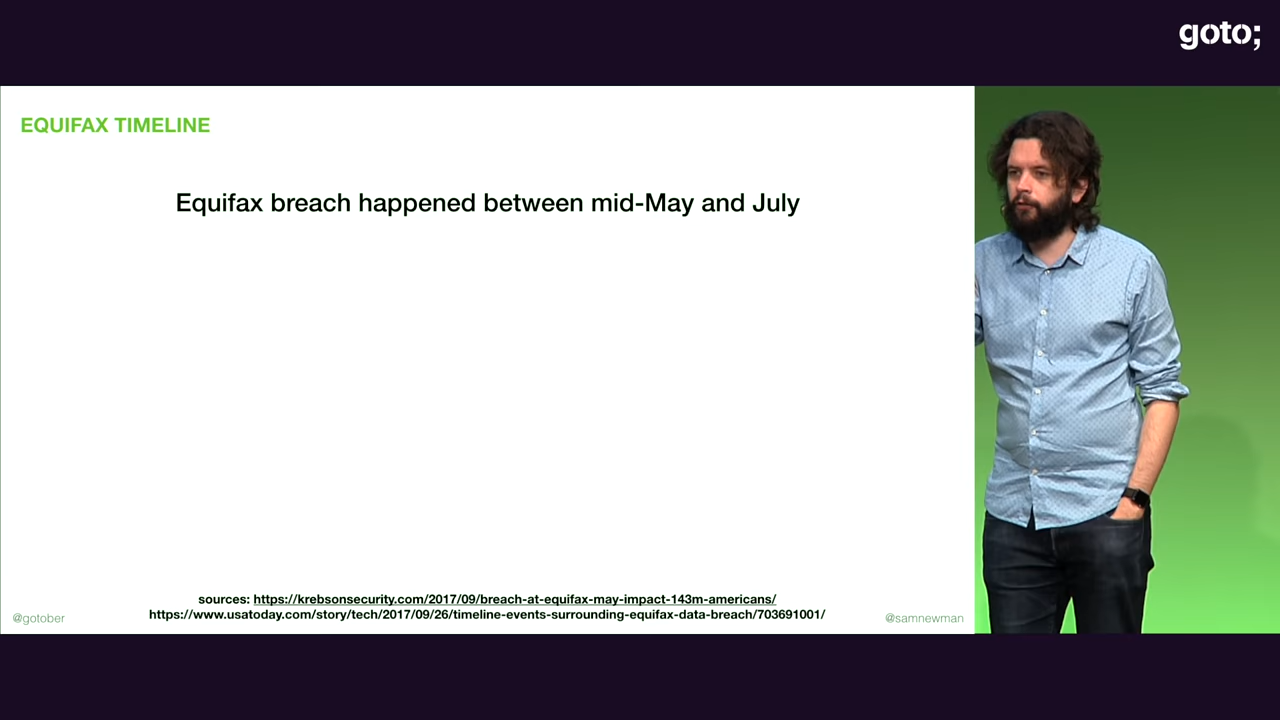 goto;
EQUIFAX TIMELINE
Equifax breach happened between mid-May and July
sources: https://krebsonsecurity.com/2017/09/breach-at-equifax-may-impact-143m-americans/
https://www.usatoday.com/story/tech/2017/09/26/timeline-events-surrounding-equifax-data-breach/703691001/
@gotober
@samnewman